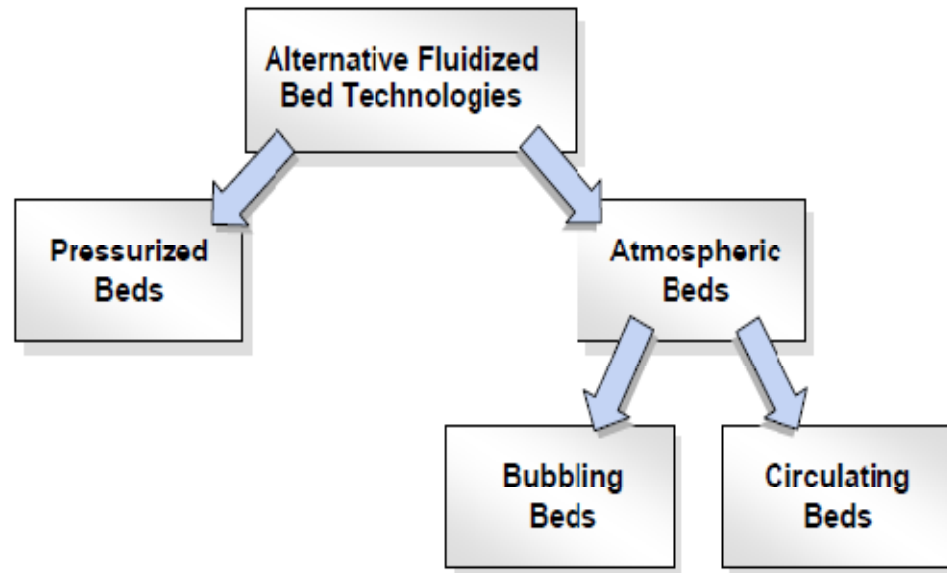 Alternative Fluidized
Bed Technologies
Pressurized
Beds
Atmospheric
Beds
Bubbling
Beds
Circulating
Beds